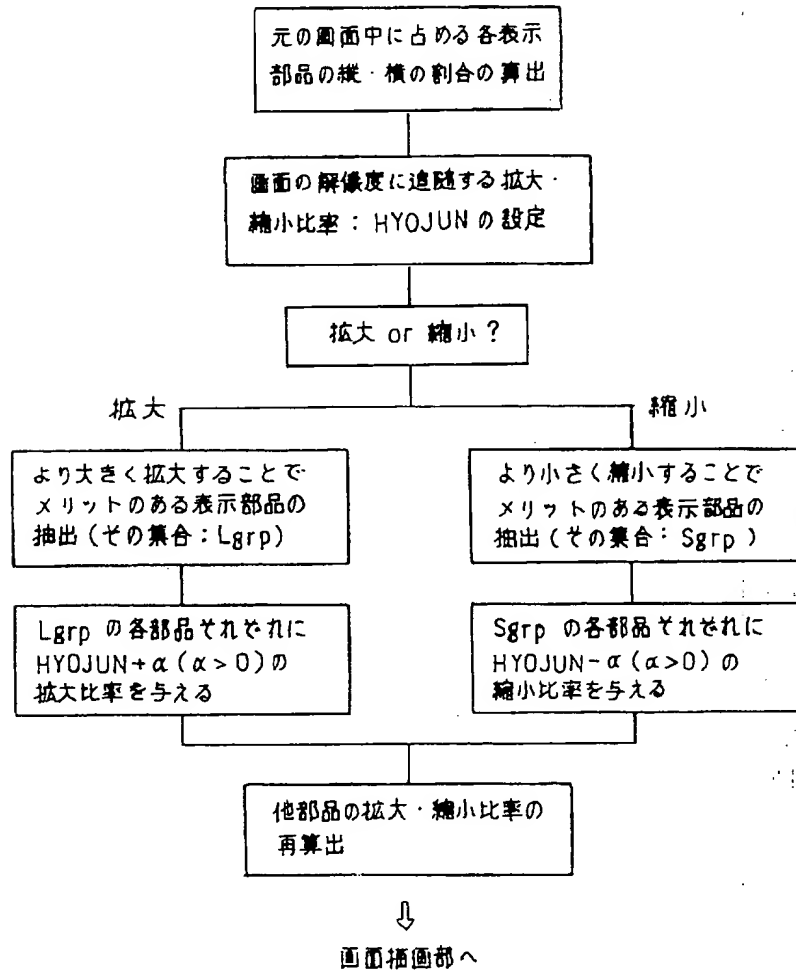 元の画面中に占める各表示
部品の縦・横の割合の算出
画面の解像度に追随する拡大・
縮小比率：HYOJUNの設定
拡大 or 縮小？
拡大
縮小
より大きく拡大することで
メリットのある表示部品の
抽出（その集合：Lgrp）
より小さく縮小することで
メリットのある表示部品の
抽出（その集合：Sgrp）
Lgrp の各部品それぞれに
HYOJUN+α（α>0）の
拡大比率を与える
Sgrp の各部品それぞれに
HYOJUN-α（α>0）の
縮小比率を与える
他部品の拡大・縮小比率の
再算出
⇩
画面描画部へ